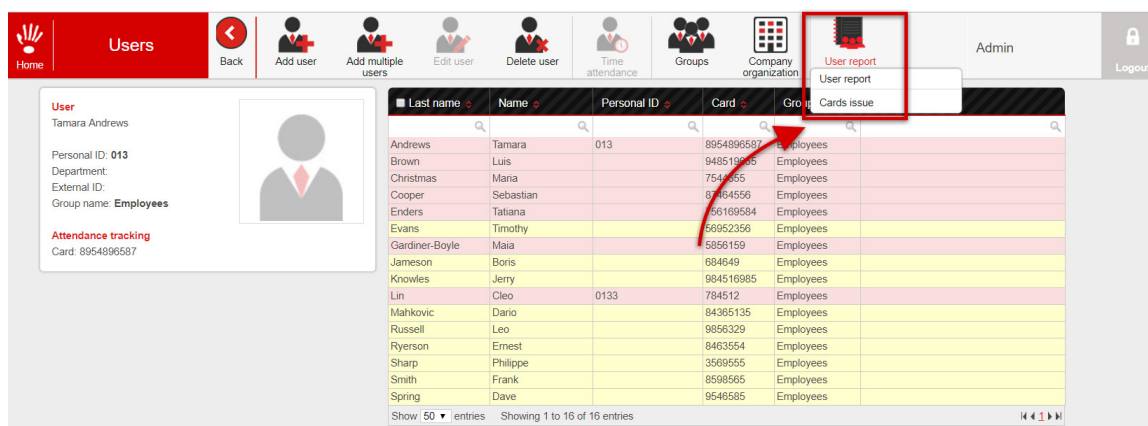 Home
Users
Back
Add user
Add multiple users
Edit user
Delete user
Time attendance
Groups
Company organization
User report
Admin
Logout
User report
Cards issue
User
Tamara Andrews
Personal ID: 013
Department:
External ID:
Group name: Employees
Attendance tracking
Card: 8954896587
Last name Name Personal ID Card
Andrews Tamara 013 8954896587 Employees
Brown Luis Employees
Christmas Maria Employees
Cooper Sebastian Employees
Enders Tatiana Employees
Evans Timothy 56952356 Employees
Gardiner-Boyle Maia 5856159 Employees
Jameson Boris 684649 Employees
Knowles Jerry 984516985 Employees
Lin Cleo 0133 784512 Employees
Mahkovic Dario 84365135 Employees
Russell Leo 9856329 Employees
Ryerson Ernest 8463554 Employees
Sharp Philippe 3569555 Employees
Smith Frank 8598565 Employees
Spring Dave 9546585 Employees
Show 50 entries Showing 1 to 16 of 16 entries 1